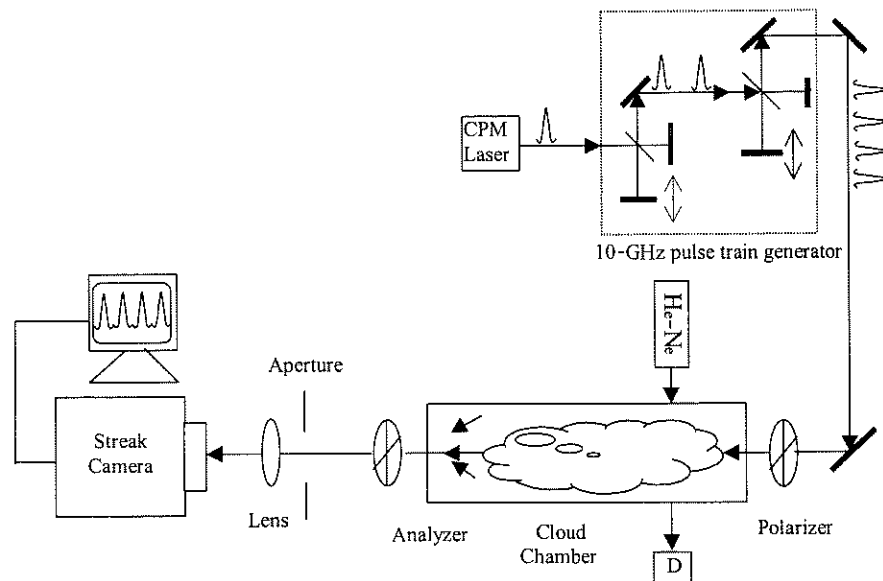 CPM
Laser
10-GHz pulse train generator
He-Ne
Aperture
Streak
Camera
Lens
Analyzer
Cloud
Chamber
Polarizer
D